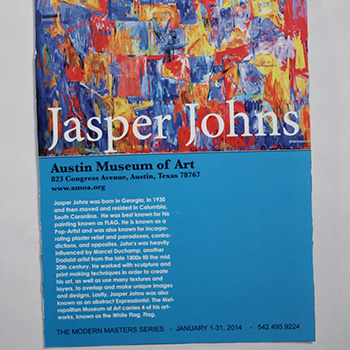 Jasper Johns
Austin Museum of Art
823 Congress Avenue, Austin, Texas 78767
www.amoa.org
Jasper Johns was born in Georgia, in 1930
and then moved and resided in Columbia,
South Caronlina.  He was best known for his
painting known as FLAG. He is known as a
Pop-Artist and was also known for incorpo-
rating plaster relief and parradoxes, contra-
dictions, and opposites. John's was heavily
influenced by Marcel Duchamp, another
Dadaist artist from the late 1800s fill the mid
20th century. He worked with sculpture and
print making techniques in order to create
his art, as well as use many textures and
layers, to overlap and make unique images
and designs. Lastly, Jasper Johns was also
known as an abstract Expressionist. The Met-
ropolitan Museum of Art carries 4 of his art-
works, known as the White Flag, Flag.
THE MODERN MASTERS SERIES - JANUARY 1-31, 2014 - 542.495.9224